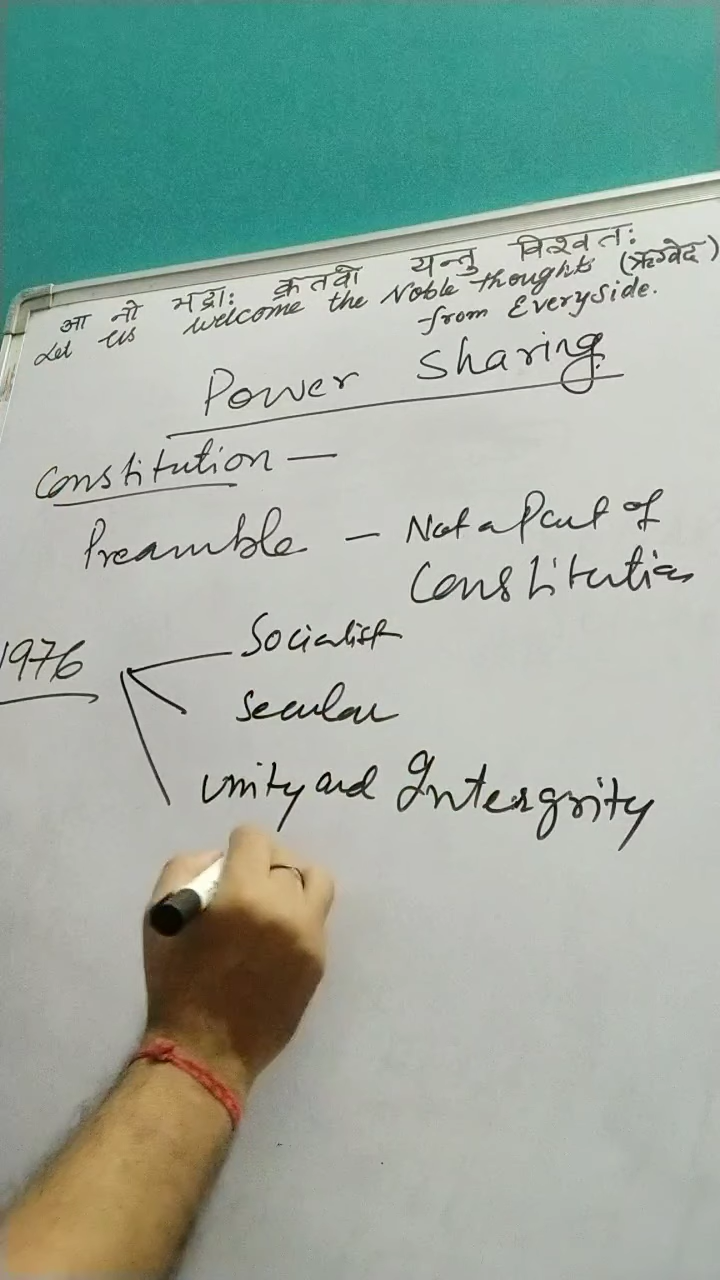 आ नो भद्राः क्रतवो यन्तु विश्वतः
Let us welcome the Noble thoughts (ऋग्वेद)
from Everyside.
Power Sharing
Constitution —
Preamble — Not a Part of
Constitution
1976
Socialist
Secular
Unity and Intergrity